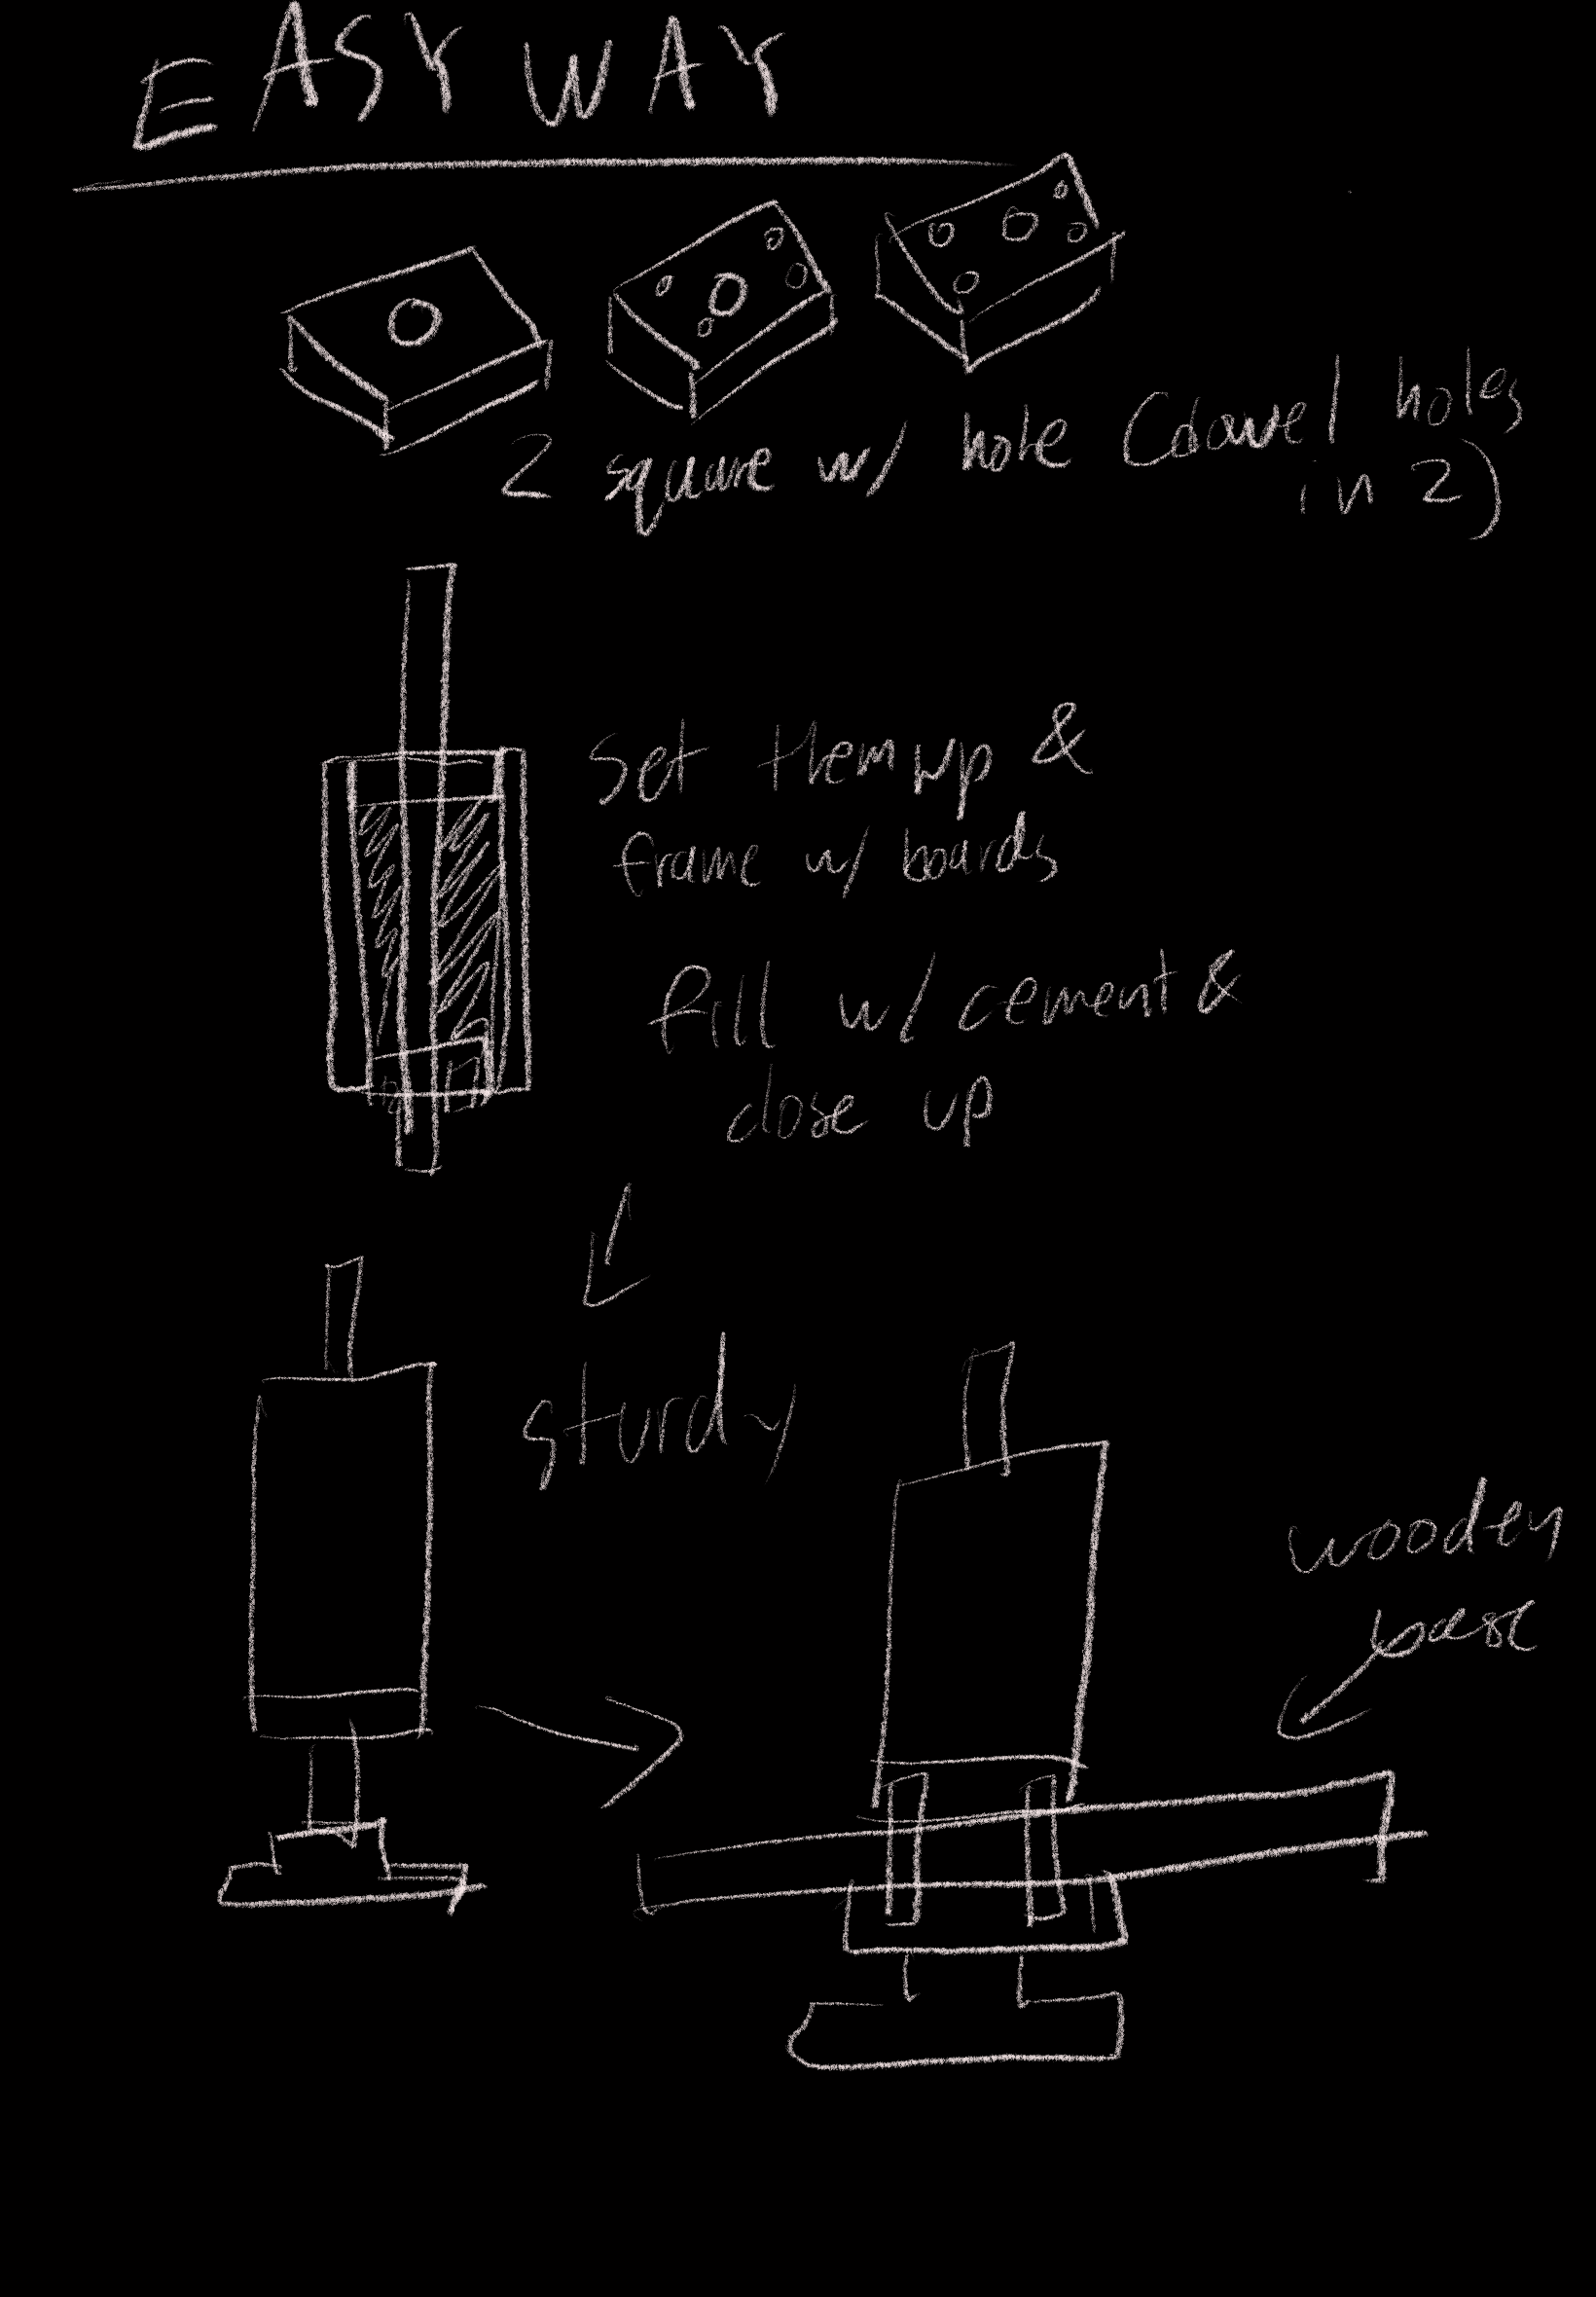 EASY WAY
2 square w/ hole (dowel holes
in 2)
Set them up &
frame w/ boards
fill w/ cement &
close up
sturdy
wooden
base